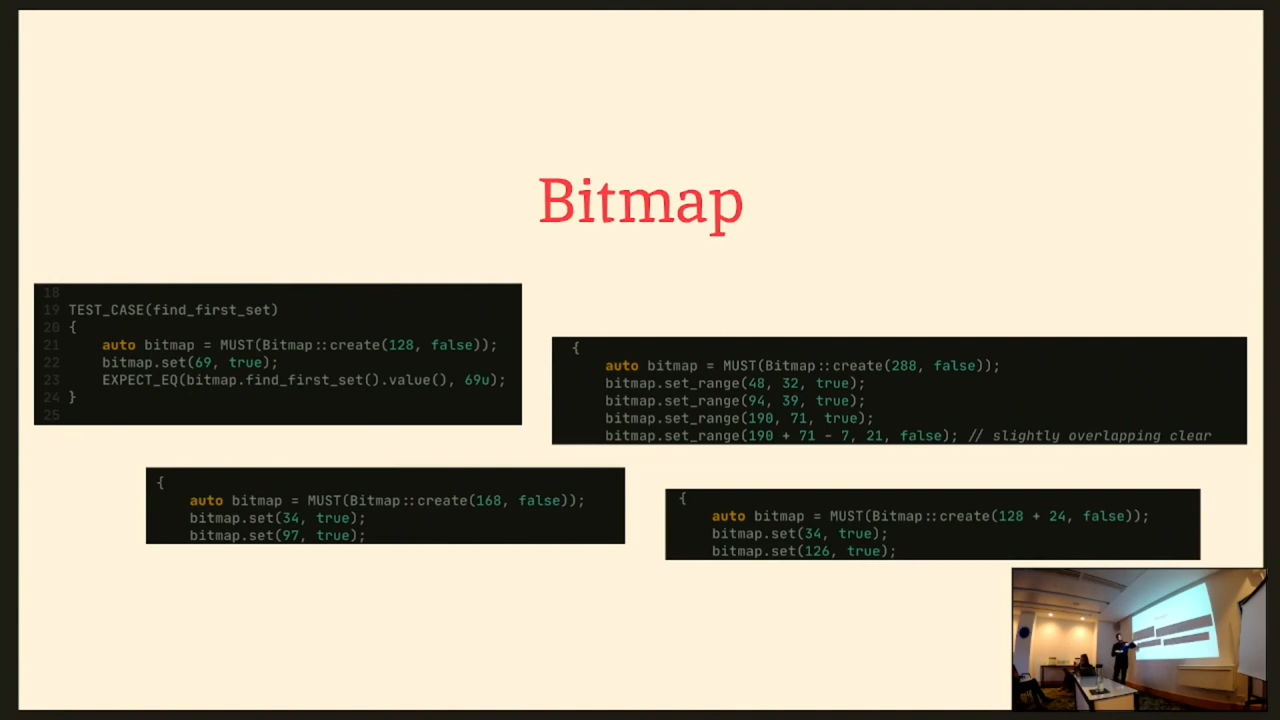 Bitmap
18
19 TEST_CASE(find_first_set)
20 {
21 auto bitmap = MUST(Bitmap::create(128, false));
22 bitmap.set(69, true);
23 EXPECT_EQ(bitmap.find_first_set().value(), 69u);
24 }
25
{
auto bitmap = MUST(Bitmap::create(288, false));
bitmap.set_range(48, 32, true);
bitmap.set_range(94, 39, true);
bitmap.set_range(190, 71, true);
bitmap.set_range(190 + 71 - 7, 21, false); // slightly overlapping clear
{
auto bitmap = MUST(Bitmap::create(168, false));
bitmap.set(34, true);
bitmap.set(97, true);
{
auto bitmap = MUST(Bitmap::create(128 + 24, false));
bitmap.set(34, true);
bitmap.set(126, true);